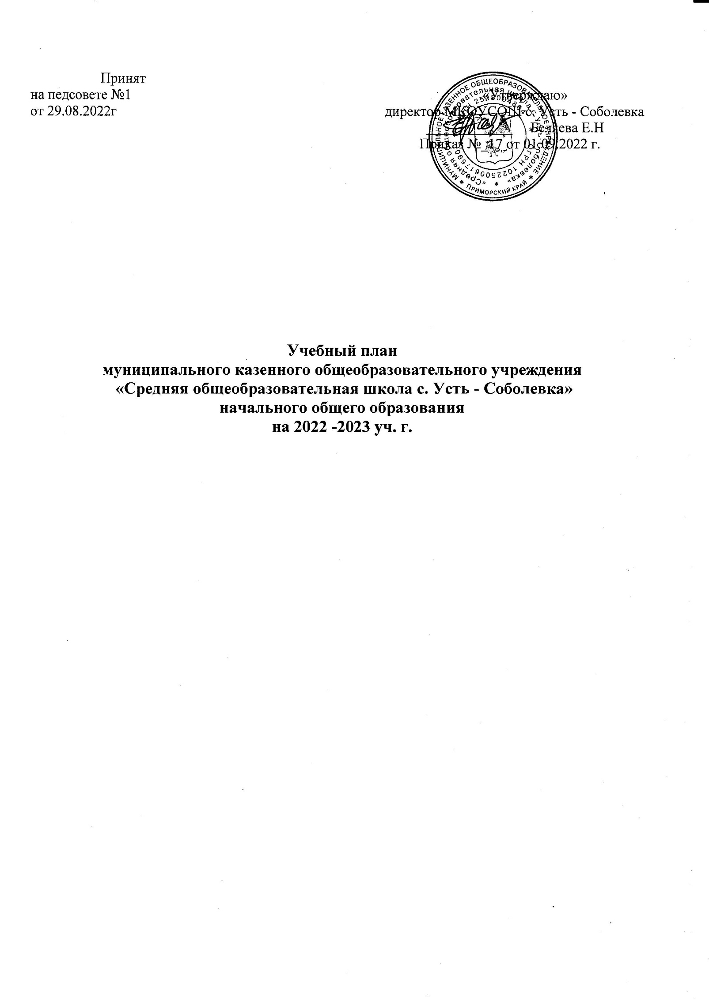 Принят
на педсовете №1
от 29.08.2022г
«Утверждаю»
директор МКОУСОШ с. Усть - Соболевка
Беляева Е.Н
Приказ №_17 от 01.09.2022 г.
МУНИЦИПАЛЬНОЕ КАЗЕННОЕ ОБЩЕОБРАЗОВАТЕЛЬНОЕ УЧРЕЖДЕНИЕ
* ПРИМОРСКИЙ КРАЙ *
«Средняя общеобразовательная школа с. Усть-Соболевка» *
ОГРН 1022500617590
Учебный план
муниципального казенного общеобразовательного учреждения
«Средняя общеобразовательная школа с. Усть - Соболевка»
начального общего образования
на 2022 -2023 уч. г.